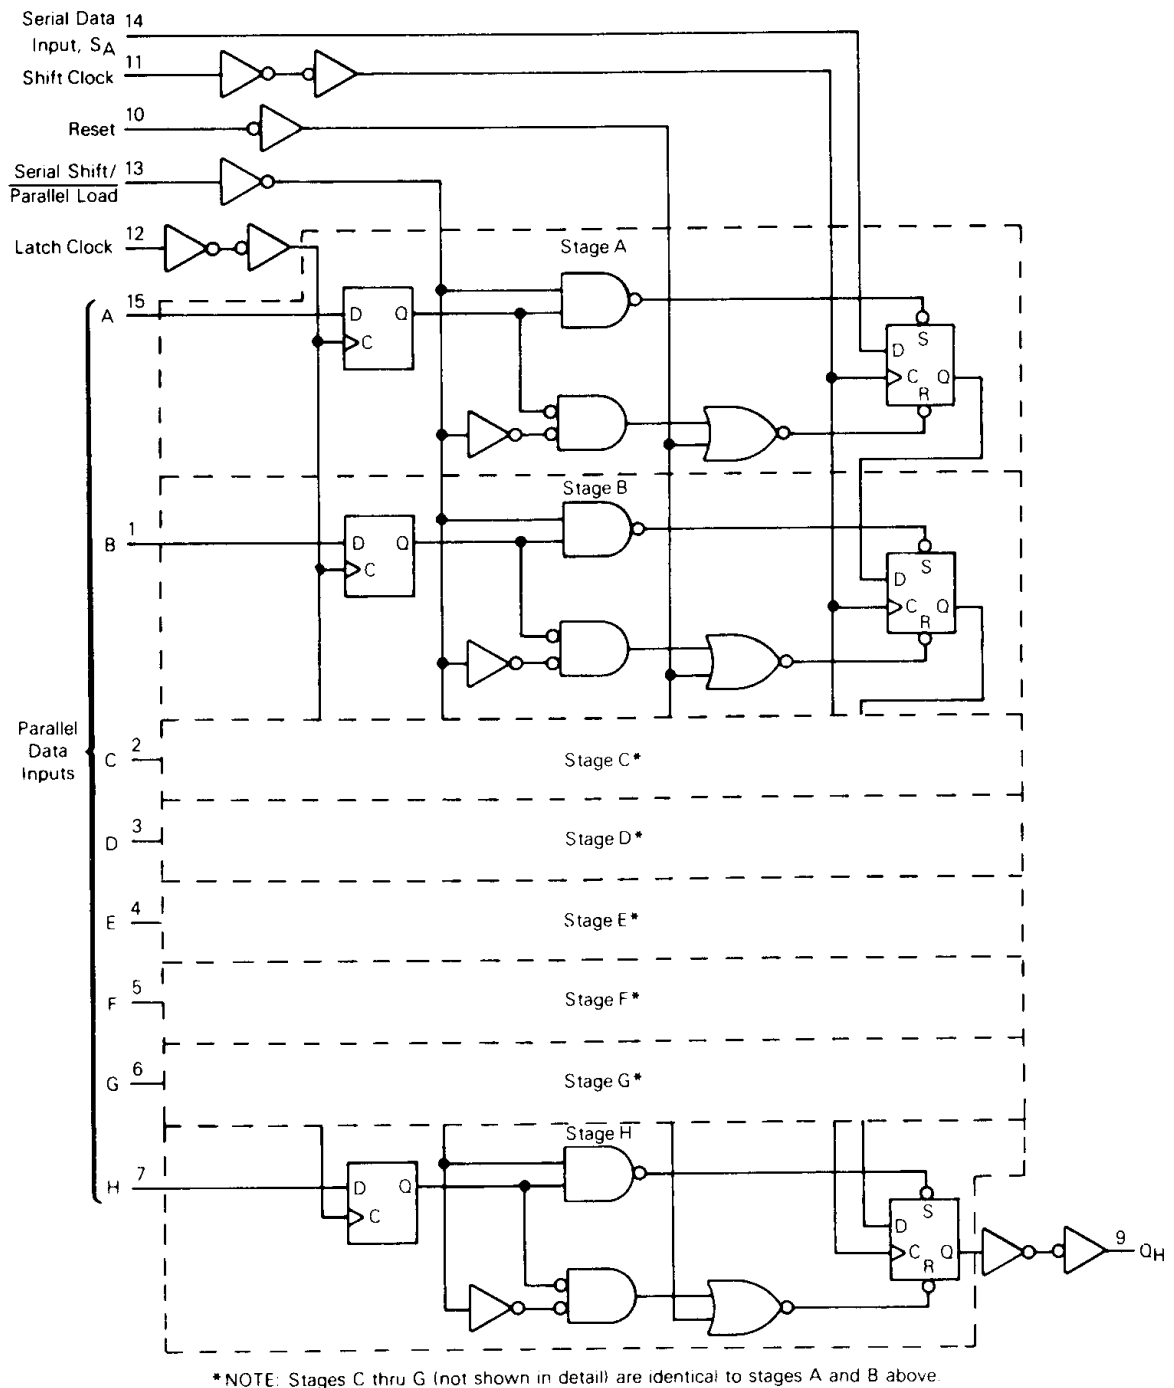 Serial Data 14
Input, SA
Shift Clock 11
Reset 10
Serial Shift/ 13
Parallel Load
Latch Clock 12
Stage A
A 15
D Q
C
S
D
C Q
R
Stage B
B 1
D Q
C
S
D
C Q
R
Parallel
Data
Inputs
C 2
Stage C*
D 3
Stage D*
E 4
Stage E*
F 5
Stage F*
G 6
Stage G*
Stage H
H 7
D Q
C
S
D
C Q
R
9 QH
*NOTE: Stages C thru G (not shown in detail) are identical to stages A and B above.